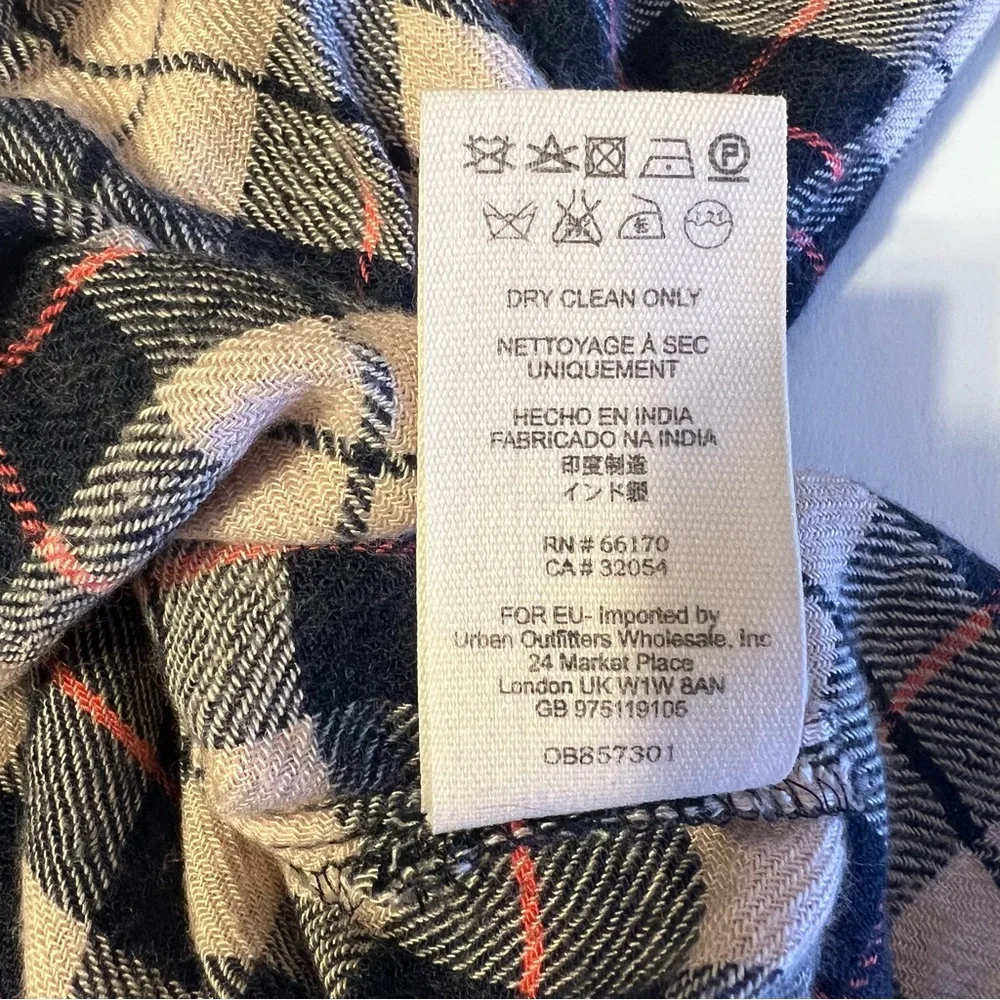 P
DRY CLEAN ONLY
NETTOYAGE À SEC
UNIQUEMENT
HECHO EN INDIA
FABRICADO NA INDIA
印度制造
インド製
RN # 66170
CA # 32054
FOR EU- Imported by
Urban Outfitters Wholesale, Inc
24 Market Place
London UK W1W 8AN
GB 975119105
OB857301